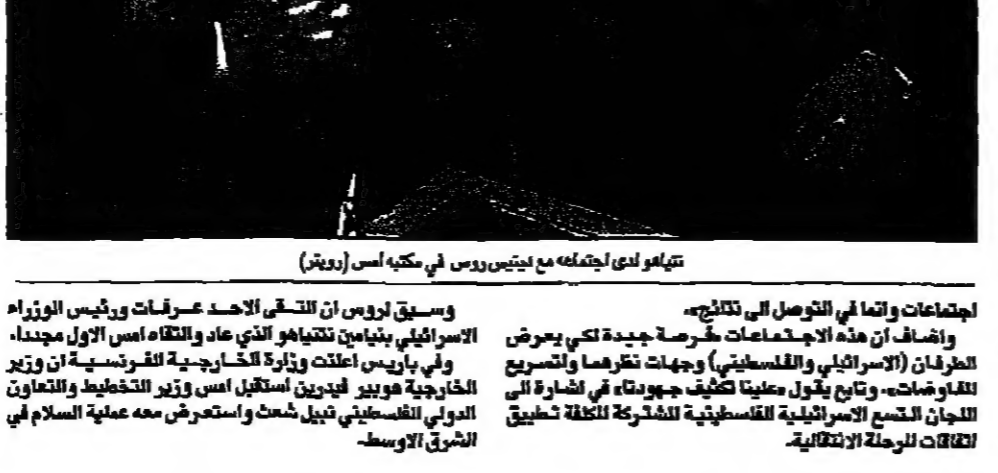 نتنياهو لدى اجتماعه مع دينيس روس في مكتبه أمس (رويتر)
اجتماعات وانما في التوصل الى نتائج».
واضاف ان هذه الاجتماعات «فرصة جيدة لكي يعرض
الطرفان (الاسرائيلي والفلسطيني) وجهات نظرهما ولتسريع
المفاوضات». وتابع يقول «علينا تكثيف جهودنا» في اشارة الى
اللجان التسع الاسرائيلية الفلسطينية المشتركة المكلفة تطبيق
اتفاقات المرحلة الانتقالية.
وسبق لروس ان التقى الاحد عرفات ورئيس الوزراء
الاسرائيلي بنيامين نتنياهو الذي عاد والتقاه امس الاول مجددا.
وفي باريس اعلنت وزارة الخارجية الفرنسية ان وزير
الخارجية هوبير فيدرين استقبل امس وزير التخطيط والتعاون
الدولي الفلسطيني نبيل شعث واستعرض معه عملية السلام في
الشرق الاوسط.